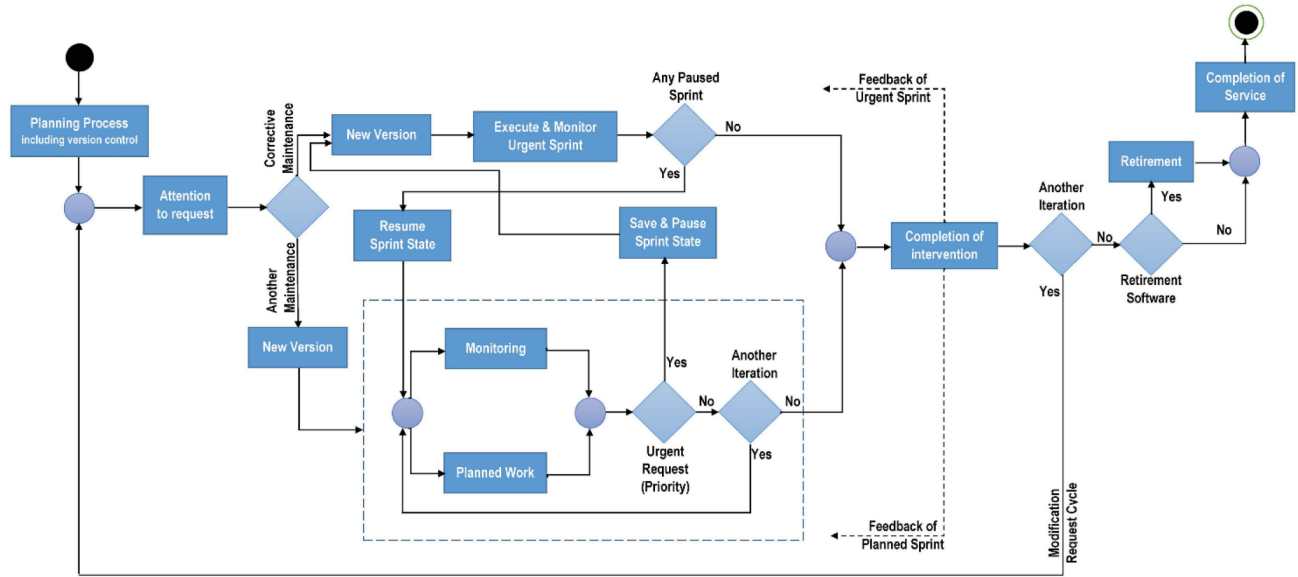 Planning Process
including version control
Attention
to request
Corrective
Maintenance
Another
Maintenance
New Version
New Version
Execute & Monitor
Urgent Sprint
Any Paused
Sprint
No
Yes
Resume
Sprint State
Save & Pause
Sprint State
Monitoring
Planned Work
Yes
Urgent
Request
(Priority)
No
Another
Iteration
Yes
No
Feedback of
Urgent Sprint
Completion of
intervention
Feedback of
Planned Sprint
Another
Iteration
No
Yes
Modification
Request Cycle
Retirement
Yes
Retirement
Software
No
Completion of
Service